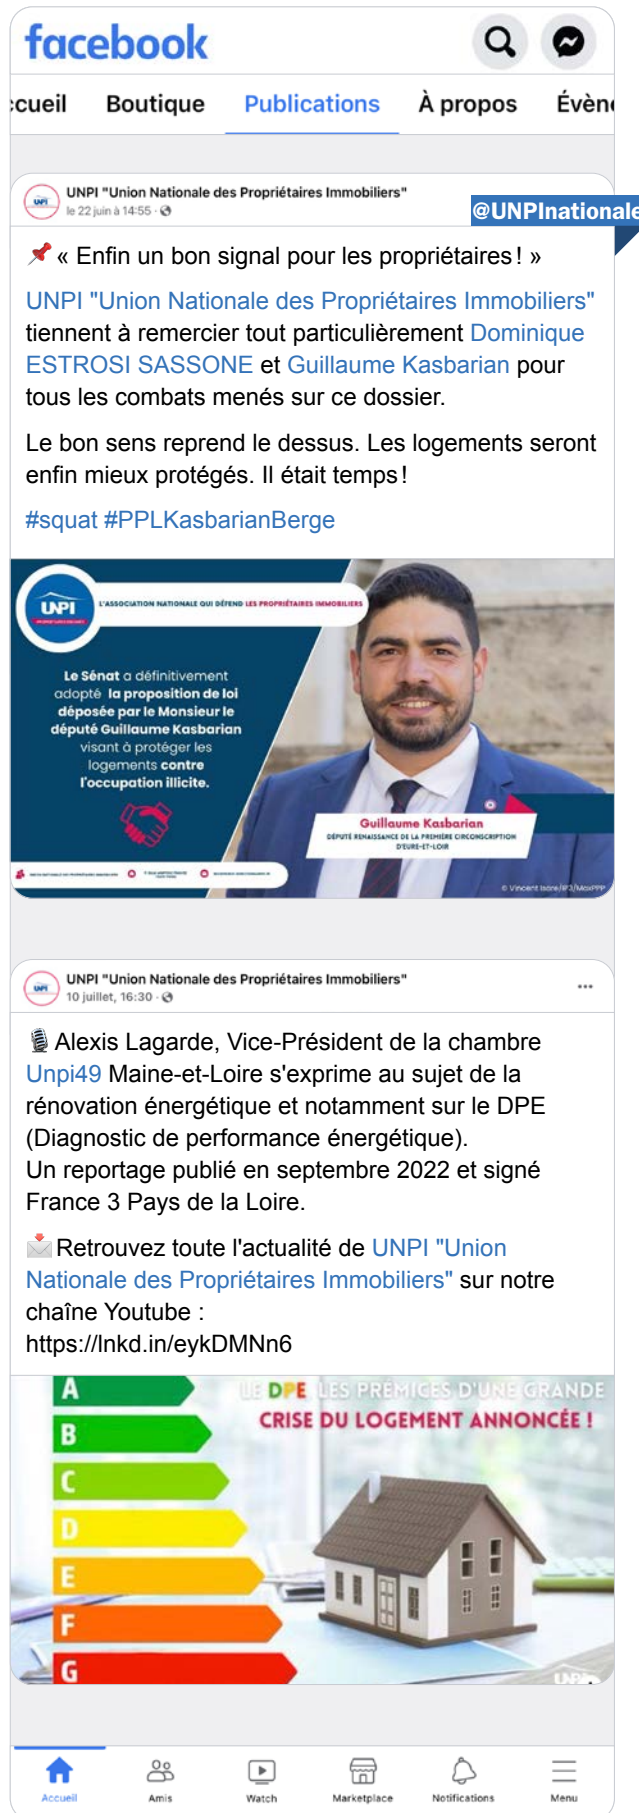 facebook
ccueil Boutique Publications À propos Évène
UNPI "Union Nationale des Propriétaires Immobiliers"
le 22 juin à 14:55 ·
@UNPInationale
« Enfin un bon signal pour les propriétaires ! »
UNPI "Union Nationale des Propriétaires Immobiliers"
tiennent à remercier tout particulièrement Dominique
ESTROSI SASSONE et Guillaume Kasbarian pour
tous les combats menés sur ce dossier.
Le bon sens reprend le dessus. Les logements seront
enfin mieux protégés. Il était temps !
#squat #PPLKasbarianBerge
UNPI
L'ASSOCIATION NATIONALE QUI DÉFEND LES PROPRIÉTAIRES IMMOBILIERS
Le Sénat a définitivement
adopté la proposition de loi
déposée par le Monsieur le
député Guillaume Kasbarian
visant à protéger les
logements contre
l'occupation illicite.
Guillaume Kasbarian
DÉPUTÉ RENAISSANCE DE LA PREMIÈRE CIRCONSCRIPTION
D'EURE-ET-LOIR
© Vincent Isore/IP3/MaxPPP
UNPI "Union Nationale des Propriétaires Immobiliers"
10 juillet, 16:30 ·
Alexis Lagarde, Vice-Président de la chambre
Unpi49 Maine-et-Loire s'exprime au sujet de la
rénovation énergétique et notamment sur le DPE
(Diagnostic de performance énergétique).
Un reportage publié en septembre 2022 et signé
France 3 Pays de la Loire.
Retrouvez toute l'actualité de UNPI "Union
Nationale des Propriétaires Immobiliers" sur notre
chaîne Youtube :
https://lnkd.in/eykDMNn6
LE DPE, LES PRÉMICES D'UNE GRANDE
CRISE DU LOGEMENT ANNONCÉE !
A
B
C
D
E
F
G
UNPI
Accueil Amis Watch Marketplace Notifications Menu